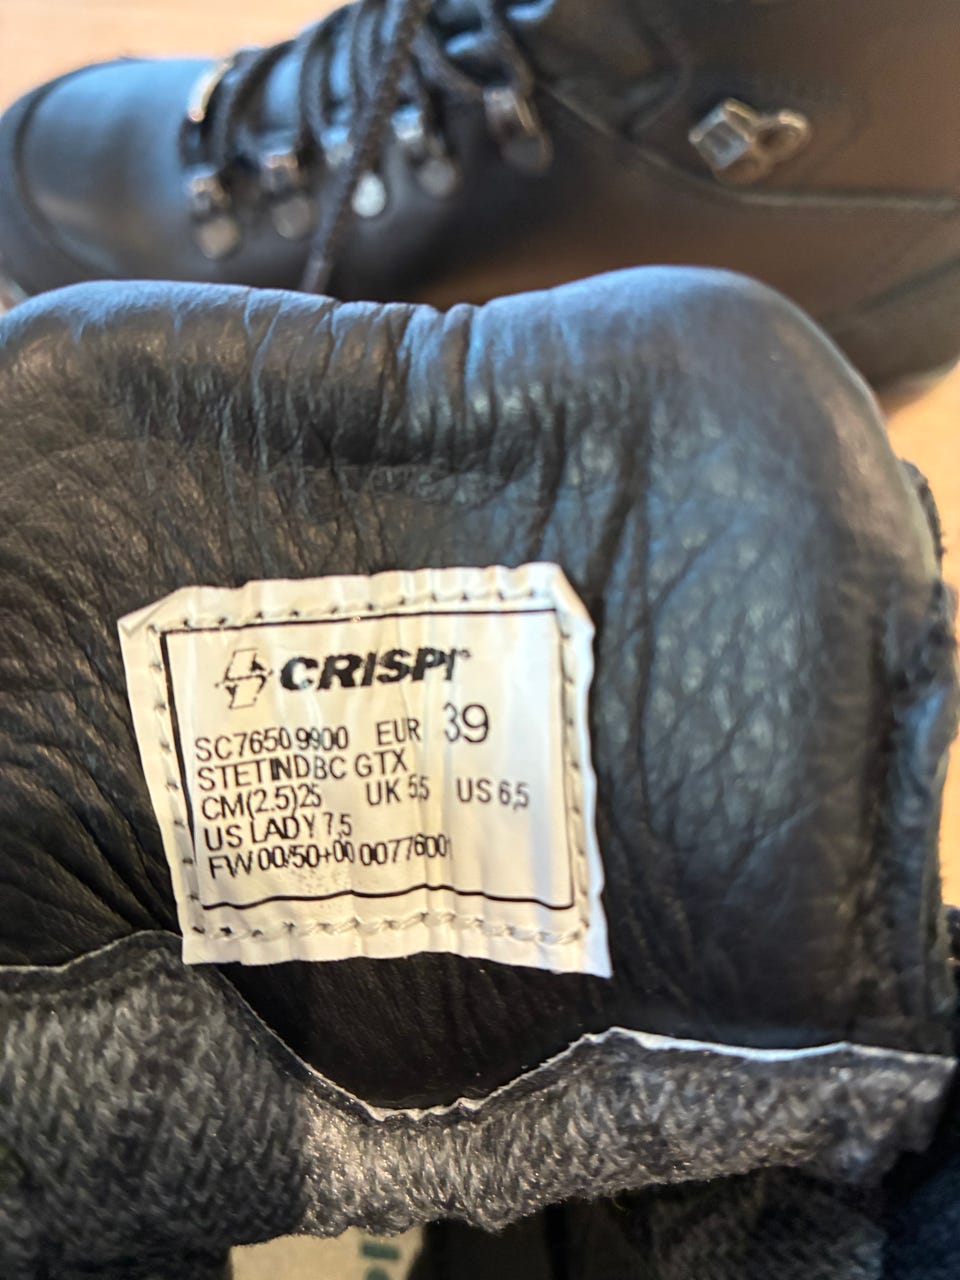 CRISPI®
SC7650 9900 EUR 39
STETINDBC GTX
CM(2.5)25 UK 5,5 US 6,5
US LADY 7,5
FW 00/50+00 0077600